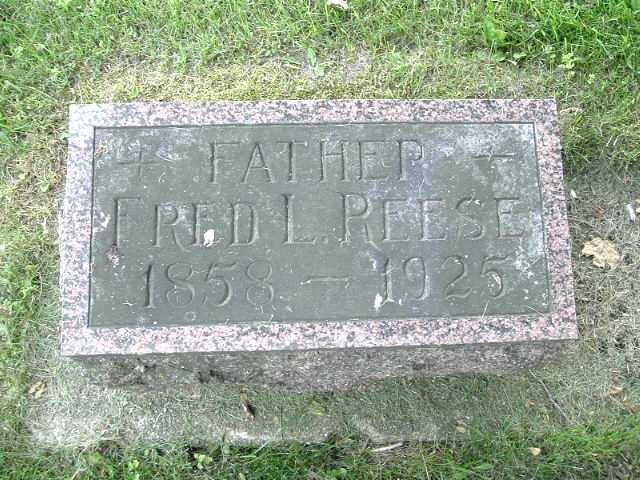 + FATHER +
FRED L. REESE
1858 – 1925